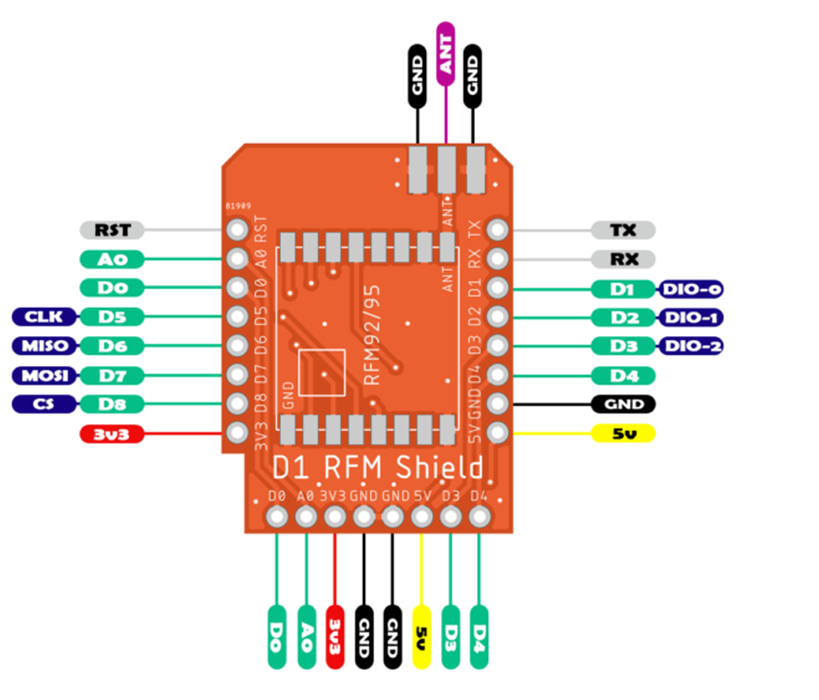 GND ANT GND
81909
ANT
RST RST TX TX
A0 A0 RX RX
D0 D0 ANT D1 D1 DIO-0
CLK D5 D5 D2 D2 DIO-1
MISO D6 D6 RFM92/95 D3 D3 DIO-2
MOSI D7 D7 D4 D4
CS D8 D8 GND GND GND
3v3 3V3 5V 5v
D1 RFM Shield
D0 A0 3V3 GND GND 5V D3 D4
D0 A0 3v3 GND GND 5v D3 D4